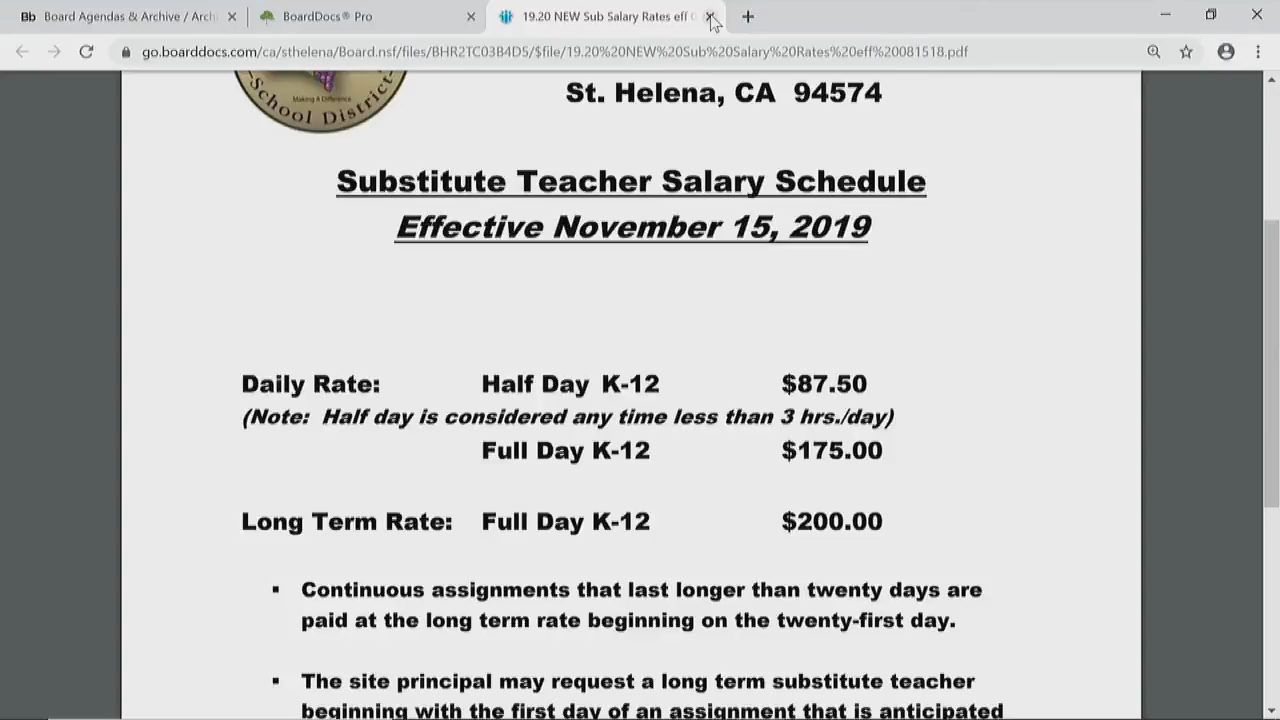 Bb Board Agendas & Archive / Archi
BoardDocs® Pro
19.20 NEW Sub Salary Rates eff
go.boarddocs.com/ca/sthelena/Board.nsf/files/BHR2TC03B4D5/$file/19.20%20NEW%20Sub%20Salary%20Rates%20eff%20081518.pdf
Making A Difference
School District
St. Helena, CA 94574
Substitute Teacher Salary Schedule
Effective November 15, 2019
Daily Rate: Half Day K-12 $87.50
(Note: Half day is considered any time less than 3 hrs./day)
Full Day K-12 $175.00
Long Term Rate: Full Day K-12 $200.00
▪ Continuous assignments that last longer than twenty days are
paid at the long term rate beginning on the twenty-first day.
▪ The site principal may request a long term substitute teacher
beginning with the first day of an assignment that is anticipated